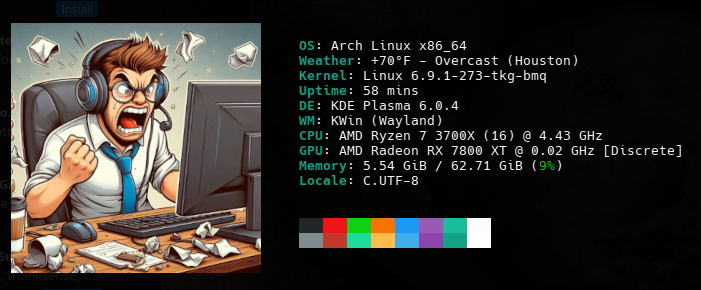 Install
OS: Arch Linux x86_64
Weather: +70°F - Overcast (Houston)
Kernel: Linux 6.9.1-273-tkg-bmq
Uptime: 58 mins
DE: KDE Plasma 6.0.4
WM: KWin (Wayland)
CPU: AMD Ryzen 7 3700X (16) @ 4.43 GHz
GPU: AMD Radeon RX 7800 XT @ 0.02 GHz [Discrete]
Memory: 5.54 GiB / 62.71 GiB (9%)
Locale: C.UTF-8